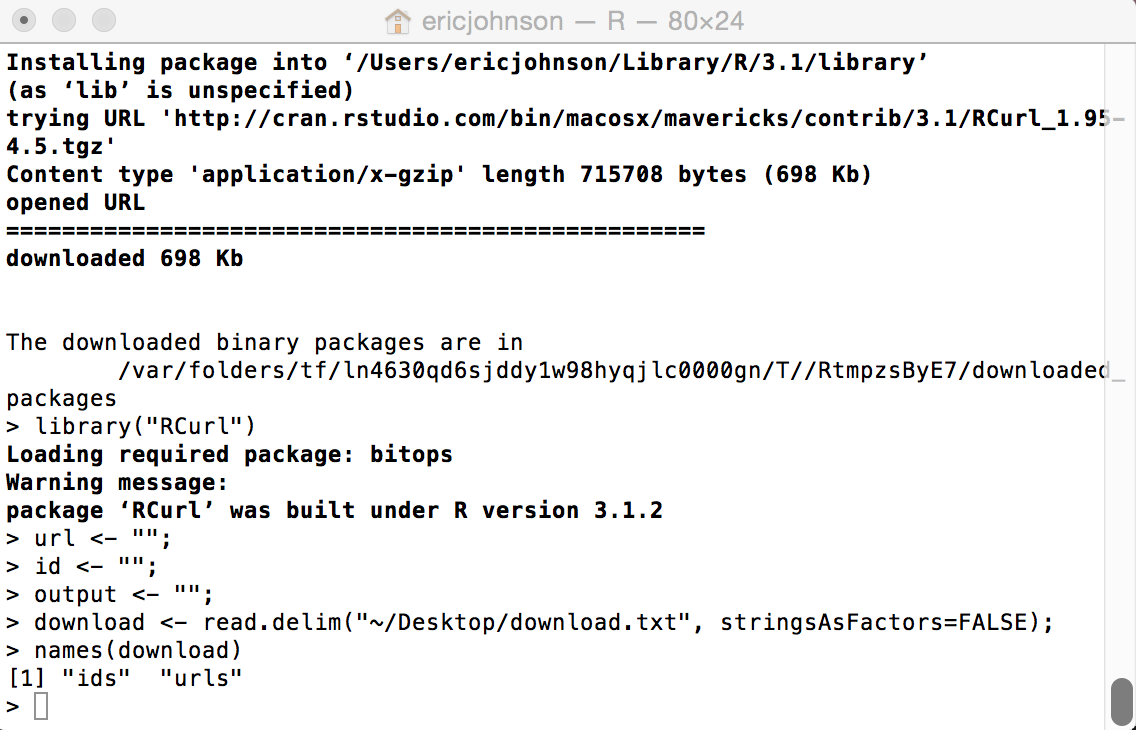 ericjohnson — R — 80×24
Installing package into ‘/Users/ericjohnson/Library/R/3.1/library’
(as ‘lib’ is unspecified)
trying URL 'http://cran.rstudio.com/bin/macosx/mavericks/contrib/3.1/RCurl_1.95-
4.5.tgz'
Content type 'application/x-gzip' length 715708 bytes (698 Kb)
opened URL
==================================================
downloaded 698 Kb
The downloaded binary packages are in
/var/folders/tf/ln4630qd6sjddy1w98hyqjlc0000gn/T//RtmpzsByE7/downloaded_
packages
> library("RCurl")
Loading required package: bitops
Warning message:
package ‘RCurl’ was built under R version 3.1.2
> url <- "";
> id <- "";
> output <- "";
> download <- read.delim("~/Desktop/download.txt", stringsAsFactors=FALSE);
> names(download)
[1] "ids"  "urls"
>